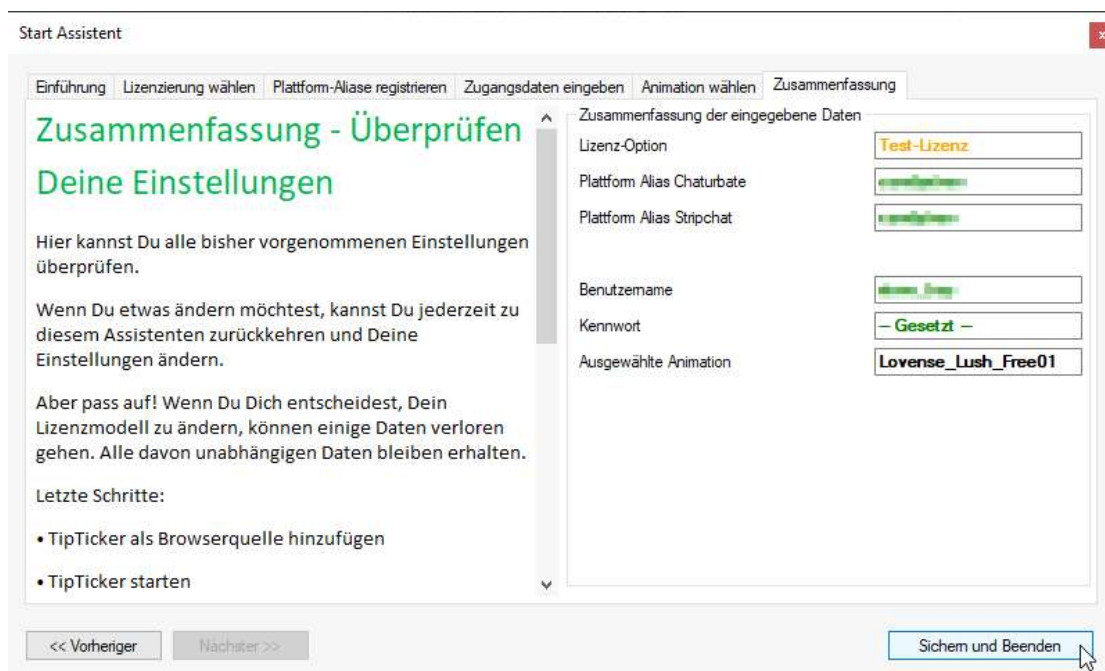 Start Assistent
x
Einführung Lizenzierung wählen Plattform-Aliase registrieren Zugangsdaten eingeben Animation wählen Zusammenfassung
Zusammenfassung - Überprüfen
Deine Einstellungen
Hier kannst Du alle bisher vorgenommenen Einstellungen
überprüfen.
Wenn Du etwas ändern möchtest, kannst Du jederzeit zu
diesem Assistenten zurückkehren und Deine
Einstellungen ändern.
Aber pass auf! Wenn Du Dich entscheidest, Dein
Lizenzmodell zu ändern, können einige Daten verloren
gehen. Alle davon unabhängigen Daten bleiben erhalten.
Letzte Schritte:
• TipTicker als Browserquelle hinzufügen
• TipTicker starten
Zusammenfassung der eingegebene Daten
Lizenz-Option Test-Lizenz
Plattform Alias Chaturbate
Plattform Alias Stripchat
Benutzername
Kennwort -- Gesetzt --
Ausgewählte Animation Lovense_Lush_Free01
<< Vorheriger Nächster >> Sichern und Beenden